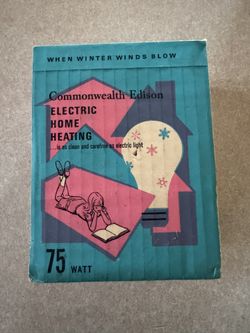 WHEN WINTER WINDS BLOW
Commonwealth Edison
ELECTRIC
HOME
HEATING
...is as clean and carefree as electric light
75 WATT